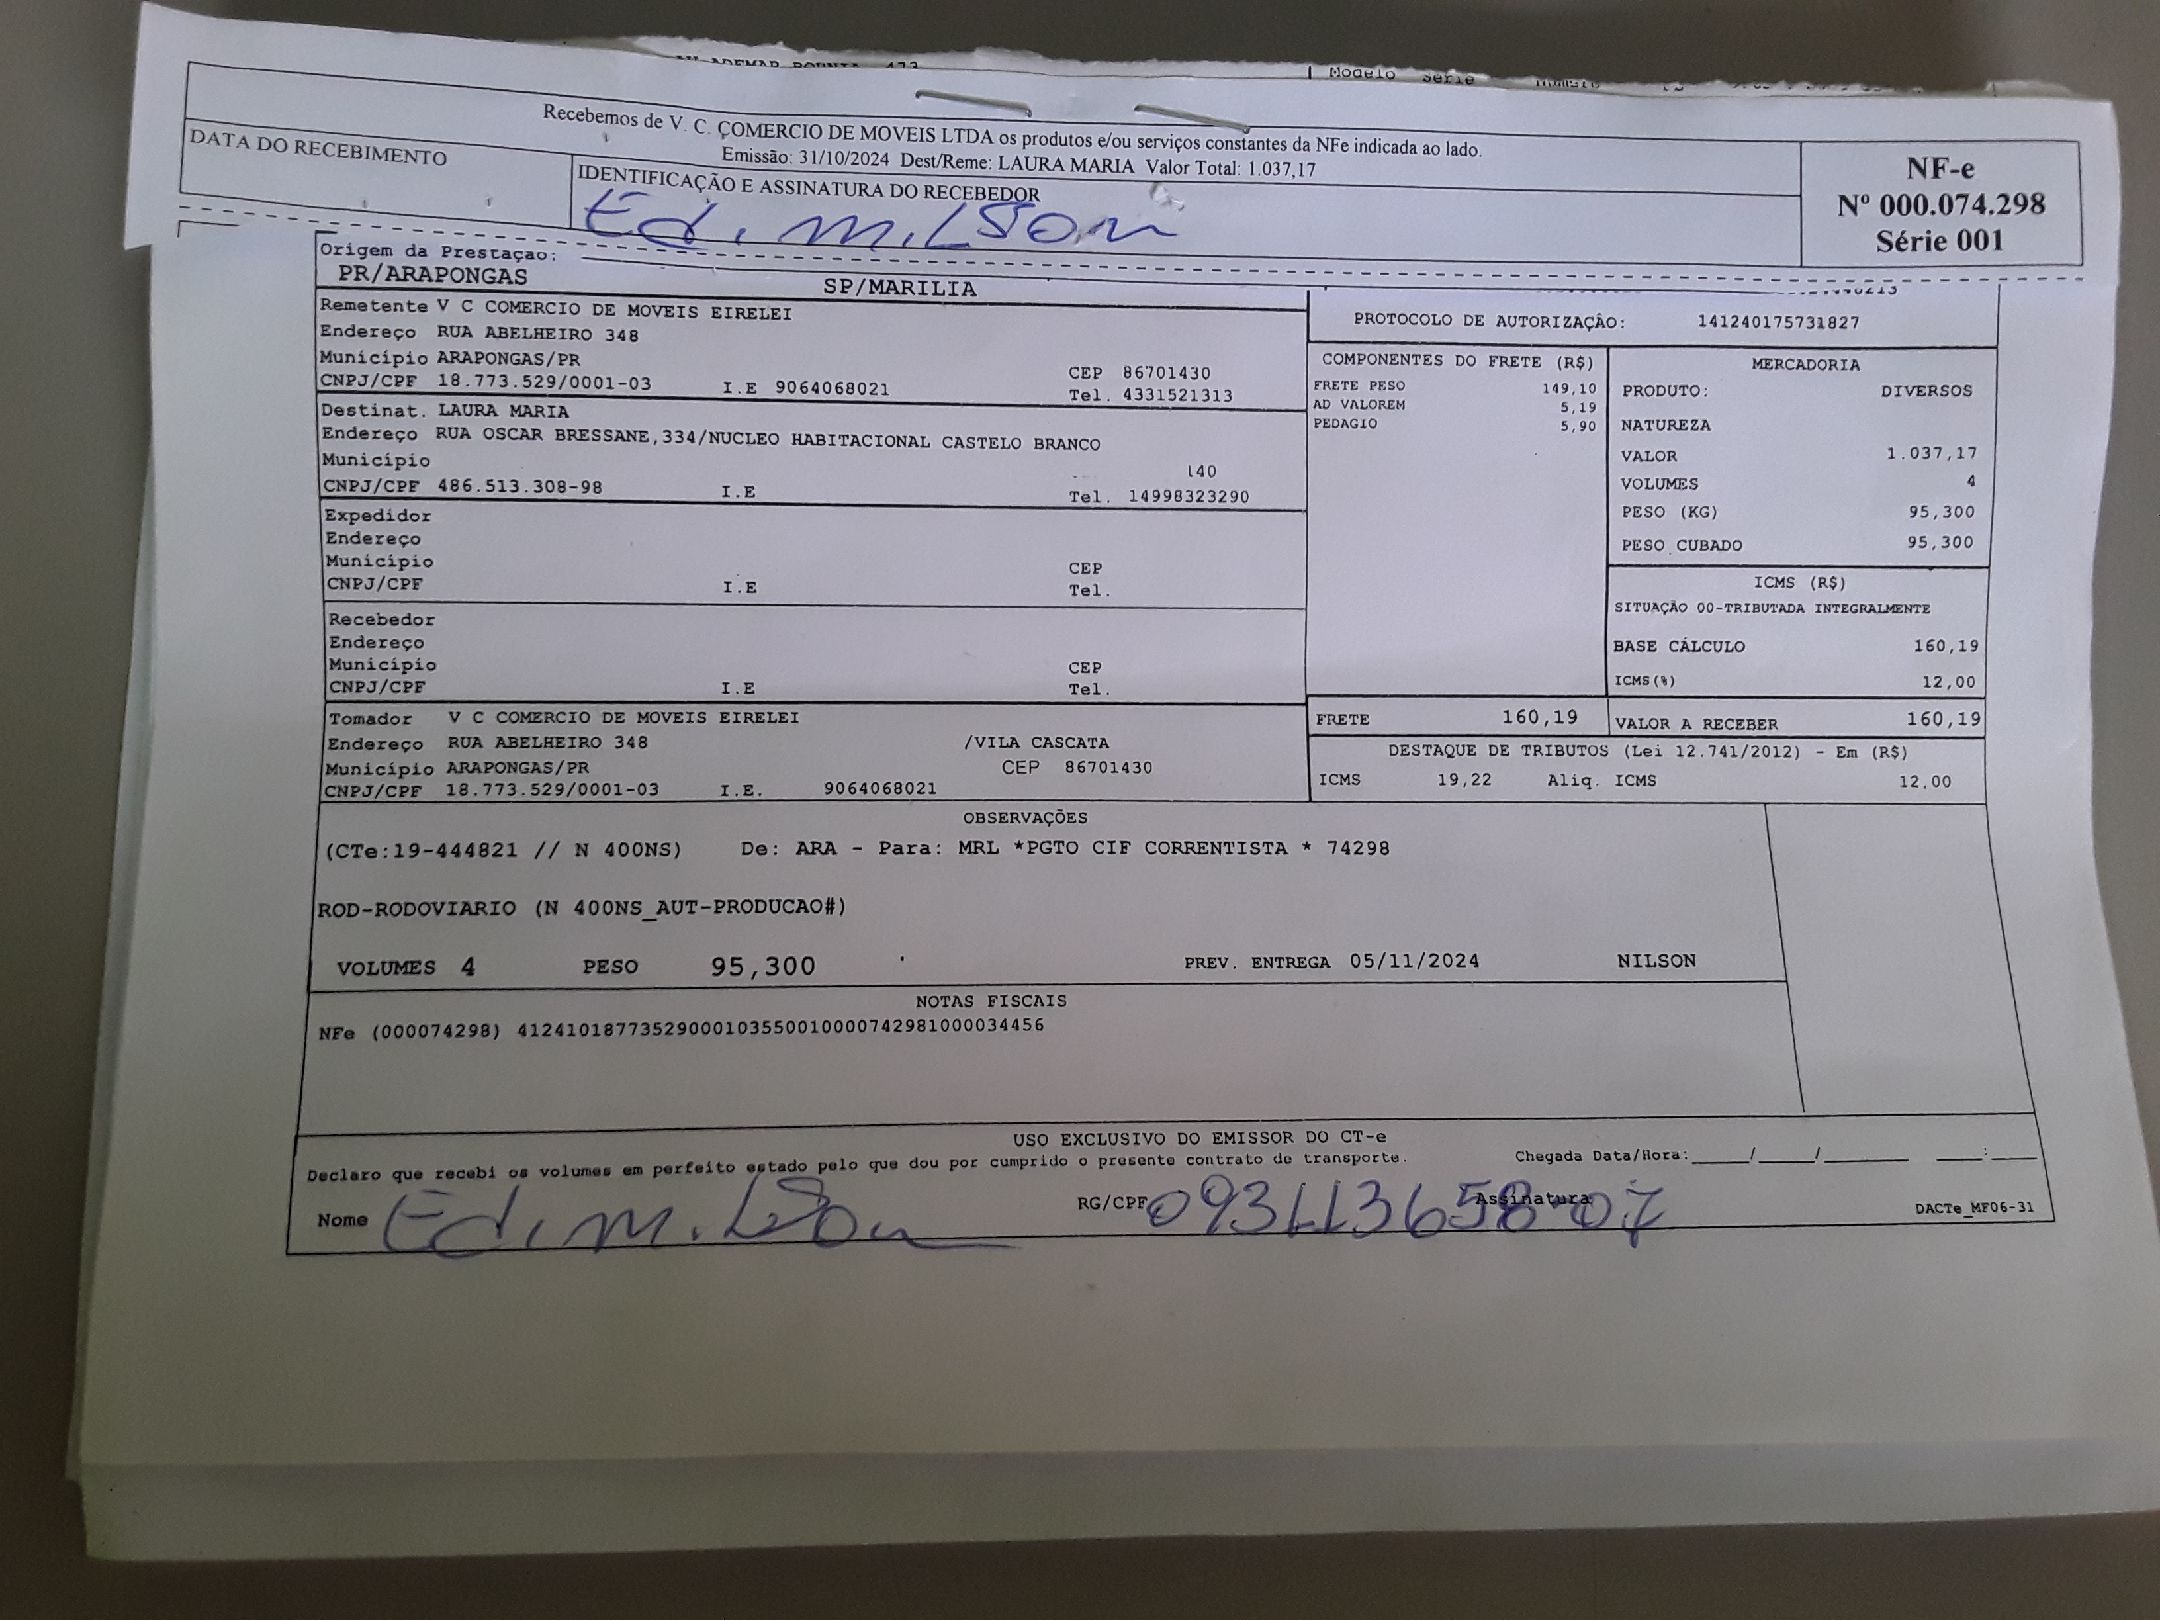 Modelo Série
Recebemos de V. C. COMERCIO DE MOVEIS LTDA os produtos e/ou serviços constantes da NFe indicada ao lado.
Emissão: 31/10/2024 Dest/Reme: LAURA MARIA Valor Total: 1.037,17
DATA DO RECEBIMENTO
IDENTIFICAÇÃO E ASSINATURA DO RECEBEDOR
Edimilson
NF-e
Nº 000.074.298
Série 001
Origem da Prestação:
PR/ARAPONGAS SP/MARILIA
Remetente V C COMERCIO DE MOVEIS EIRELEI
Endereço RUA ABELHEIRO 348
Município ARAPONGAS/PR CEP 86701430
CNPJ/CPF 18.773.529/0001-03 I.E 9064068021 Tel. 4331521313
Destinat. LAURA MARIA
Endereço RUA OSCAR BRESSANE,334/NUCLEO HABITACIONAL CASTELO BRANCO
Município 140
CNPJ/CPF 486.513.308-98 I.E Tel. 14998323290
Expedidor
Endereço
Município CEP
CNPJ/CPF I.E Tel.
Recebedor
Endereço
Município CEP
CNPJ/CPF I.E Tel.
Tomador V C COMERCIO DE MOVEIS EIRELEI
Endereço RUA ABELHEIRO 348 /VILA CASCATA
Município ARAPONGAS/PR CEP 86701430
CNPJ/CPF 18.773.529/0001-03 I.E. 9064068021
PROTOCOLO DE AUTORIZAÇÃO: 141240175731827
COMPONENTES DO FRETE (R$)
FRETE PESO 149,10
AD VALOREM 5,19
PEDAGIO 5,90
MERCADORIA
PRODUTO: DIVERSOS
NATUREZA
VALOR 1.037,17
VOLUMES 4
PESO (KG) 95,300
PESO CUBADO 95,300
ICMS (R$)
SITUAÇÃO 00-TRIBUTADA INTEGRALMENTE
BASE CÁLCULO 160,19
ICMS(%) 12,00
FRETE 160,19 VALOR A RECEBER 160,19
DESTAQUE DE TRIBUTOS (Lei 12.741/2012) - Em (R$)
ICMS 19,22 Aliq. ICMS 12.00
OBSERVAÇÕES
(CTe:19-444821 // N 400NS) De: ARA - Para: MRL *PGTO CIF CORRENTISTA * 74298
ROD-RODOVIARIO (N 400NS_AUT-PRODUCAO#)
VOLUMES 4 PESO 95,300 PREV. ENTREGA 05/11/2024 NILSON
NOTAS FISCAIS
NFe (000074298) 41241018773529000103550010000742981000034456
USO EXCLUSIVO DO EMISSOR DO CT-e
Declaro que recebi os volumes em perfeito estado pelo que dou por cumprido o presente contrato de transporte. Chegada Data/Hora:_____/_____/________ ____:____
Nome Edimilson RG/CPF 093113658-07 Assinatura DACTe_MF06-31